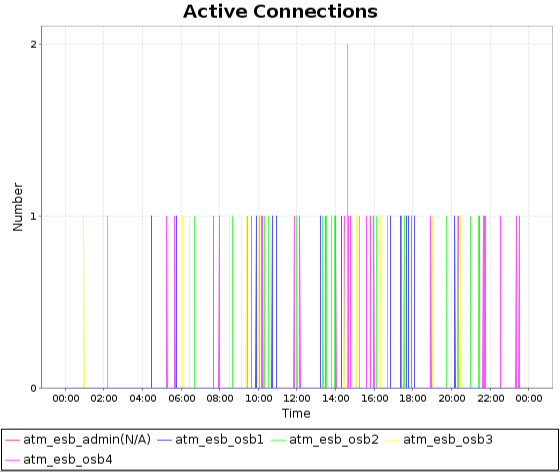 Active Connections
2
1
0
Number
00:00 02:00 04:00 06:00 08:00 10:00 12:00 14:00 16:00 18:00 20:00 22:00 00:00
Time
atm_esb_admin(N/A) atm_esb_osb1 atm_esb_osb2 atm_esb_osb3
atm_esb_osb4